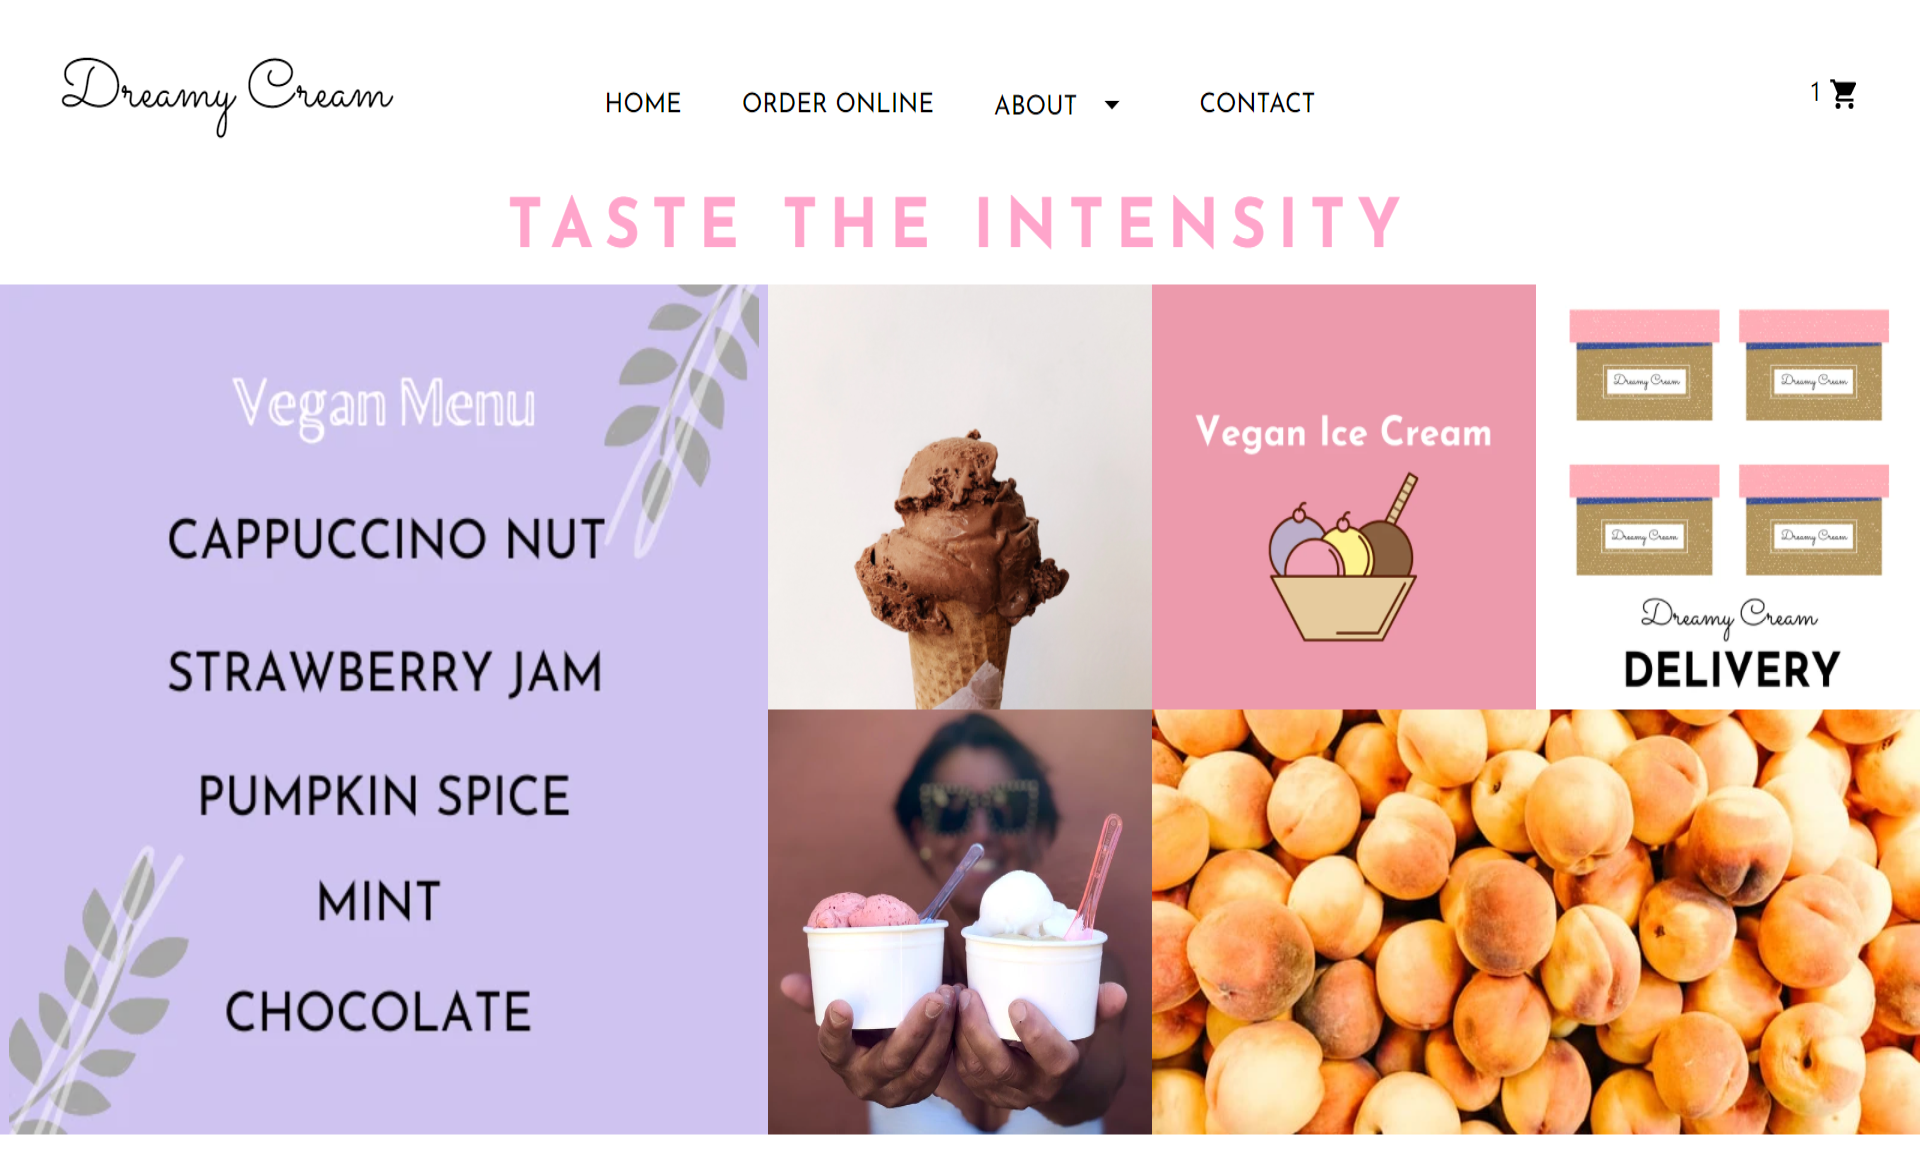 Dreamy Cream
HOME
ORDER ONLINE
ABOUT
CONTACT
1
TASTE THE INTENSITY
Vegan Menu
CAPPUCCINO NUT
STRAWBERRY JAM
PUMPKIN SPICE
MINT
CHOCOLATE
Vegan Ice Cream
Dreamy Cream
Dreamy Cream
Dreamy Cream
Dreamy Cream
Dreamy Cream
DELIVERY